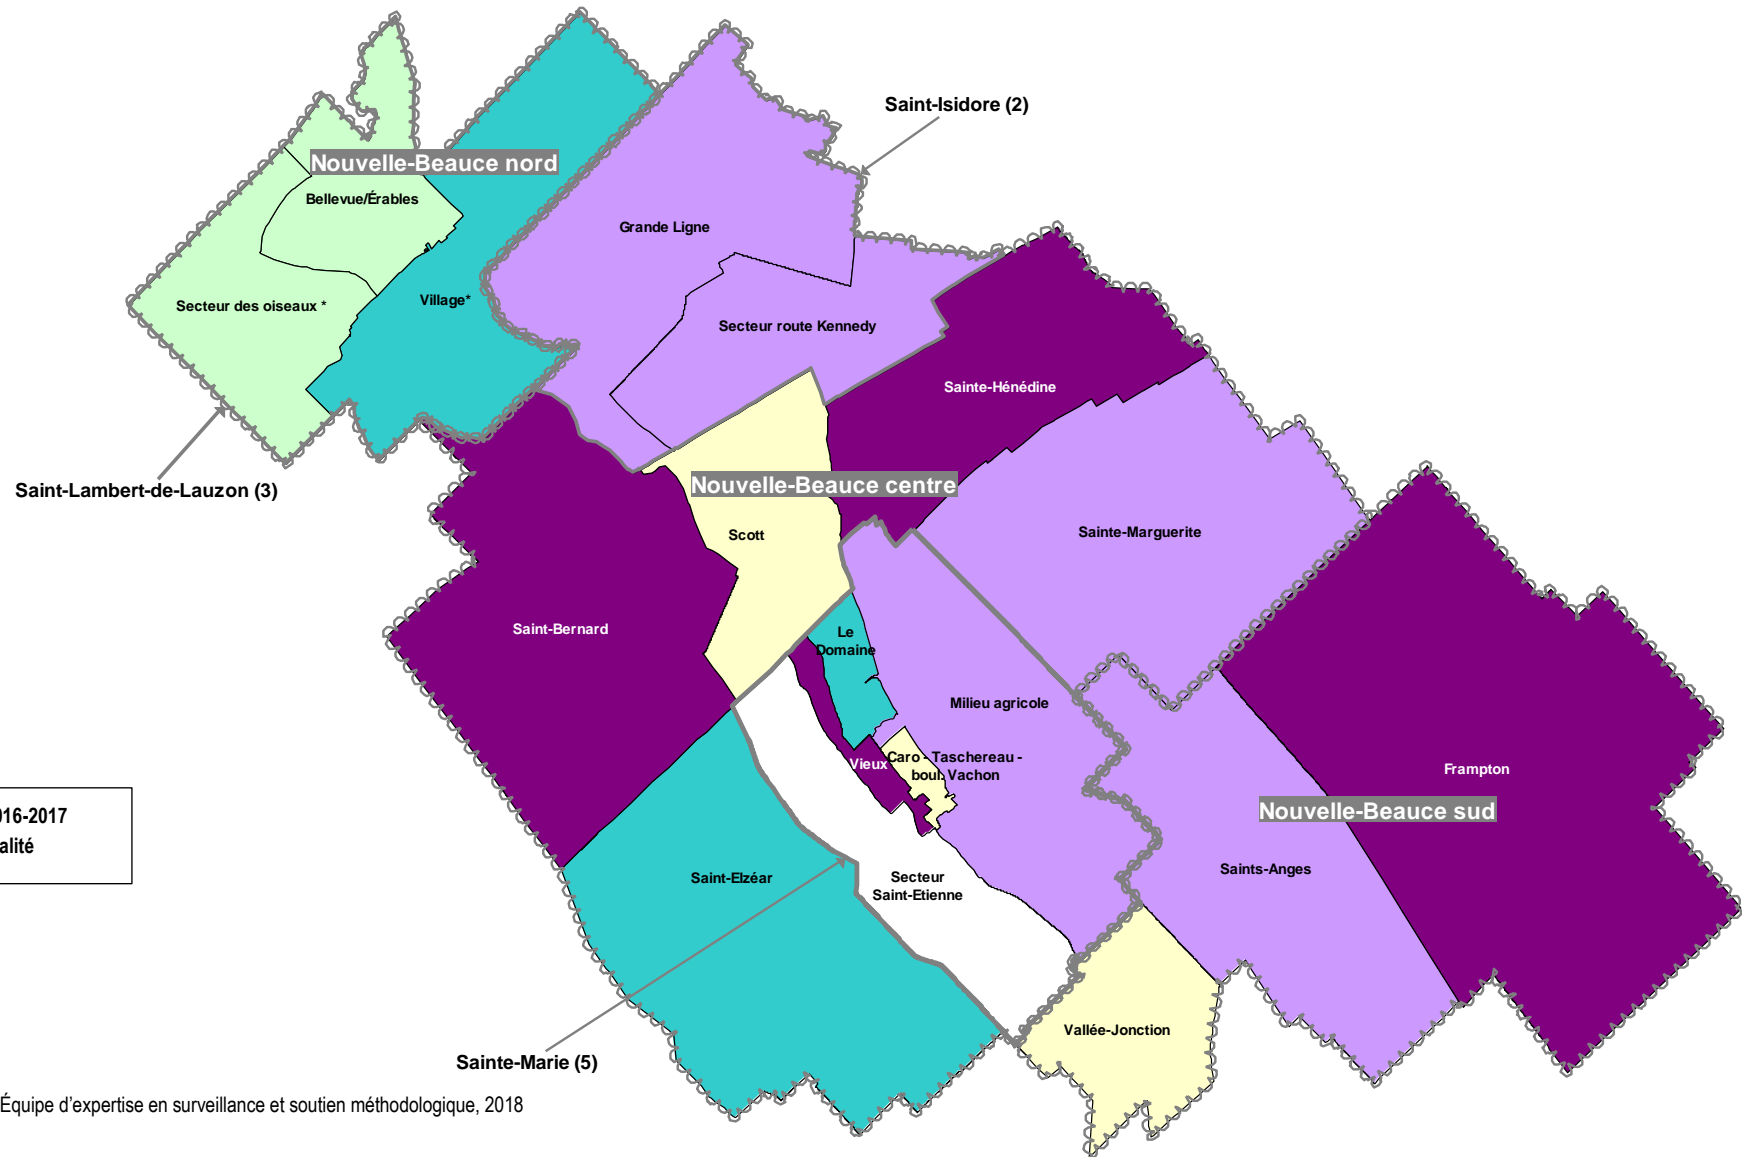 Saint-Isidore (2)
Nouvelle-Beauce nord
Bellevue/Érables
Grande Ligne
Secteur des oiseaux *
Village*
Secteur route Kennedy
Sainte-Hénédine
Saint-Lambert-de-Lauzon (3)
Nouvelle-Beauce centre
Scott
Sainte-Marguerite
Saint-Bernard
Le
Domaine
Milieu agricole
Vieux
Caro - Taschereau -
boul. Vachon
Frampton
Nouvelle-Beauce sud
016-2017
alité
Saint-Elzéar
Secteur
Saint-Etienne
Saints-Anges
Vallée-Jonction
Sainte-Marie (5)
Équipe d'expertise en surveillance et soutien méthodologique, 2018